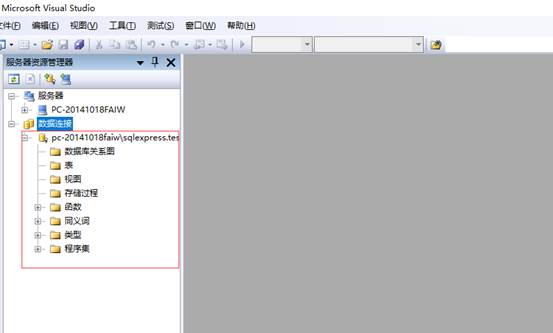 Microsoft Visual Studio
文件(F) 编辑(E) 视图(V) 工具(T) 测试(S) 窗口(W) 帮助(H)
服务器资源管理器
服务器
PC-20141018FAIW
数据连接
pc-20141018faiw\sqlexpress.tes
数据库关系图
表
视图
存储过程
函数
同义词
类型
程序集